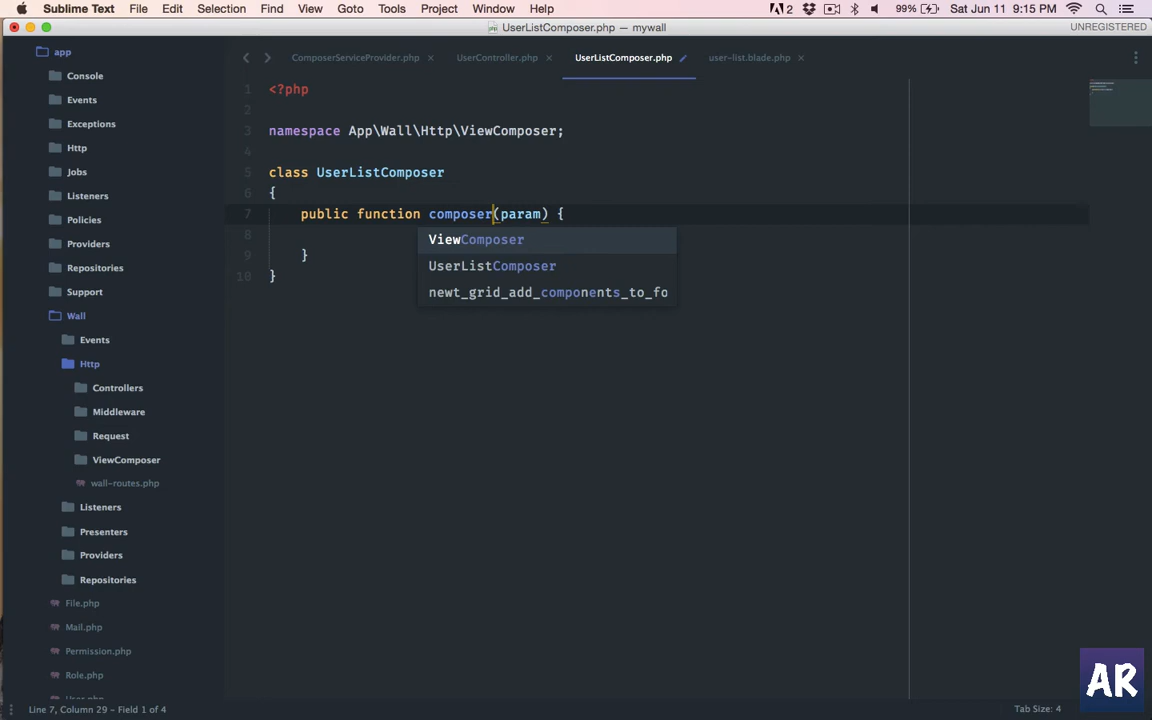 Sublime Text File Edit Selection Find View Goto Tools Project Window Help 2 99% Sat Jun 11 9:15 PM
UserListComposer.php — mywall UNREGISTERED
app ComposerServiceProvider.php UserController.php UserListComposer.php user-list.blade.php
Console
Events
Exceptions
Http
Jobs
Listeners
Policies
Providers
Repositories
Support
Wall
Events
Http
Controllers
Middleware
Request
ViewComposer
wall-routes.php
Listeners
Presenters
Providers
Repositories
File.php
Mail.php
Permission.php
Role.php
User.php
1 <?php
2
3 namespace App\Wall\Http\ViewComposer;
4
5 class UserListComposer
6 {
7 public function composer(param) {
8
9 }
10 }
ViewComposer
UserListComposer
newt_grid_add_components_to_fo
AR
Line 7, Column 29 - Field 1 of 4 Tab Size: 4